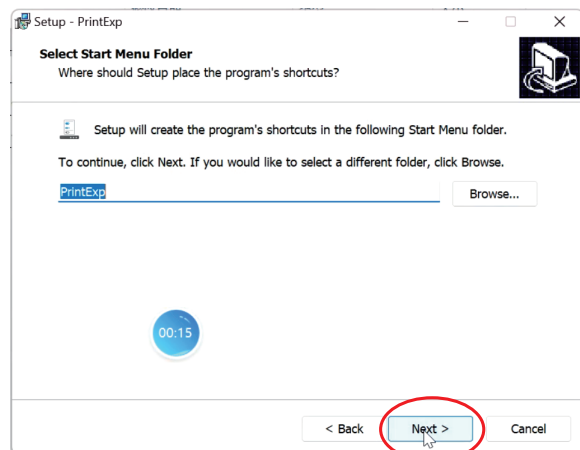 Setup - PrintExp
Select Start Menu Folder
Where should Setup place the program's shortcuts?
Setup will create the program's shortcuts in the following Start Menu folder.
To continue, click Next. If you would like to select a different folder, click Browse.
PrintExp
Browse...
00:15
< Back
Next >
Cancel